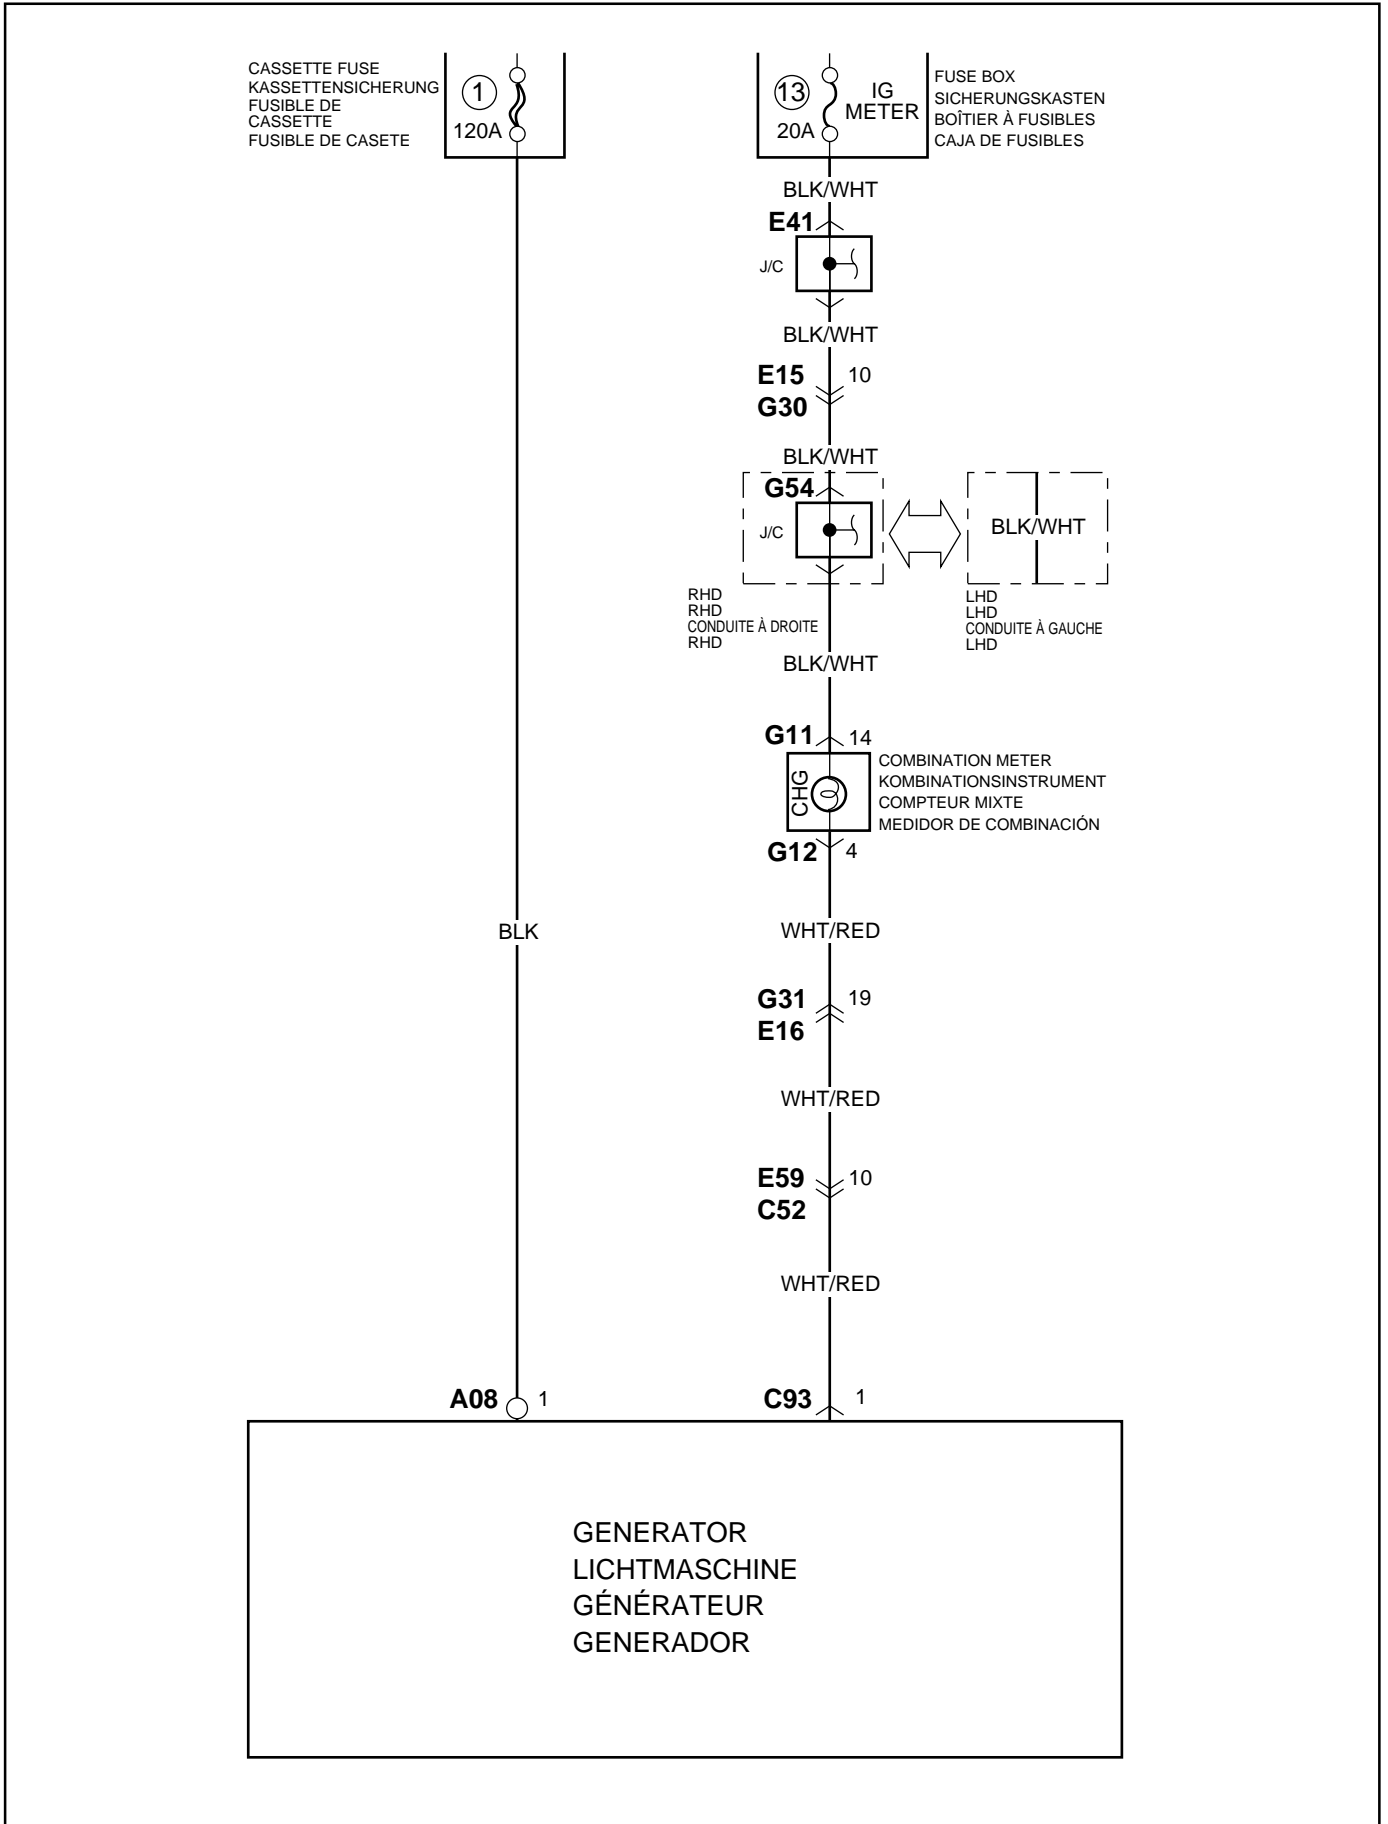 CASSETTE FUSE
KASSETTENSICHERUNG
FUSIBLE DE
CASSETTE
FUSIBLE DE CASETE
1
120A
13
20A
IG
METER
FUSE BOX
SICHERUNGSKASTEN
BOÎTIER À FUSIBLES
CAJA DE FUSIBLES
BLK/WHT
E41
J/C
BLK/WHT
E15 10
G30
BLK/WHT
G54
J/C
BLK/WHT
RHD
RHD
CONDUITE À DROITE
RHD
LHD
LHD
CONDUITE À GAUCHE
LHD
BLK/WHT
G11 14
CHG
COMBINATION METER
KOMBINATIONSINSTRUMENT
COMPTEUR MIXTE
MEDIDOR DE COMBINACIÓN
G12 4
BLK
WHT/RED
G31 19
E16
WHT/RED
E59 10
C52
WHT/RED
A08 1
C93 1
GENERATOR
LICHTMASCHINE
GÉNÉRATEUR
GENERADOR